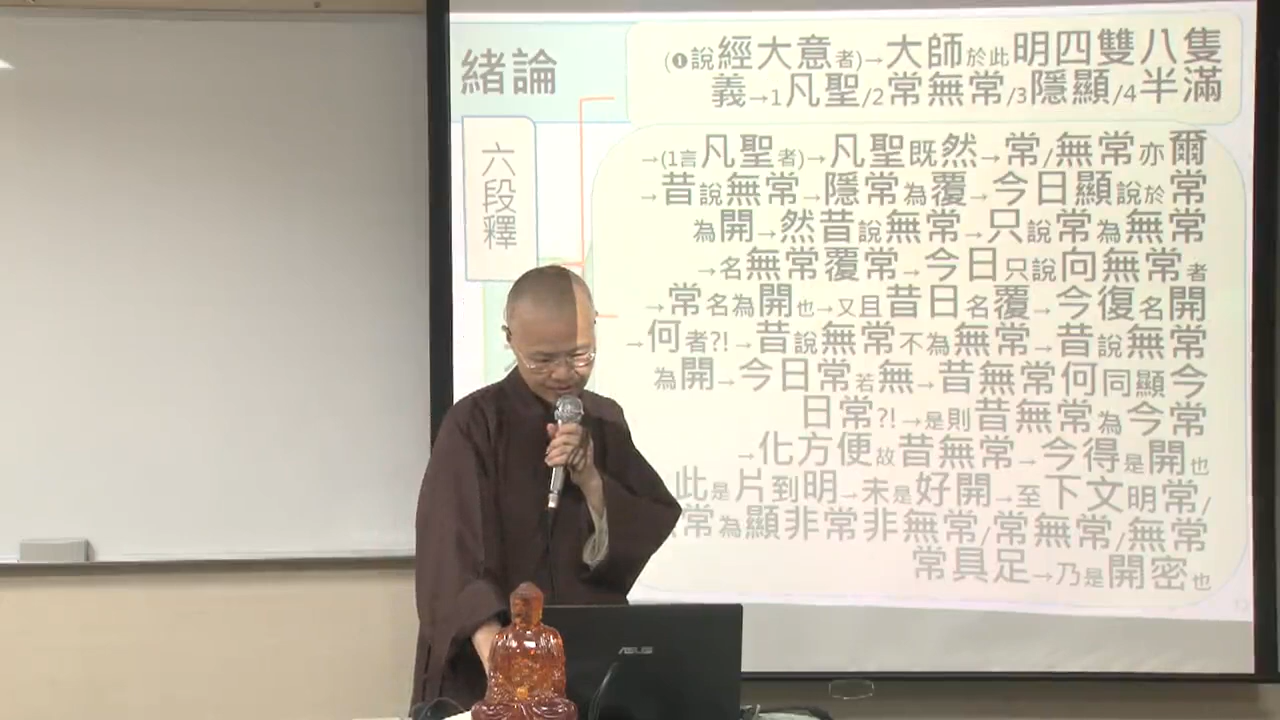 緒論
(❶說經大意者)→大師於此明四雙八隻
義→1凡聖/2常無常/3隱顯/4半滿
六段釋
→(1言凡聖者)→凡聖既然→常/無常亦爾
→昔說無常→隱常為覆→今日顯說於常
為開→然昔說無常→只說常為無常
→名無常覆常→今日只說向無常者
→常名為開也→又且昔日名覆→今復名開
→何者?!→昔說無常不為無常→昔說無常
為開→今日常若無→昔無常何同顯今
日常?!→是則昔無常為今常
→化方便故昔無常→今得是開也
此是片到明→未是好開→至下文明常/
常為顯非常非無常/常無常/無常
常具足→乃是開密也
ASUS